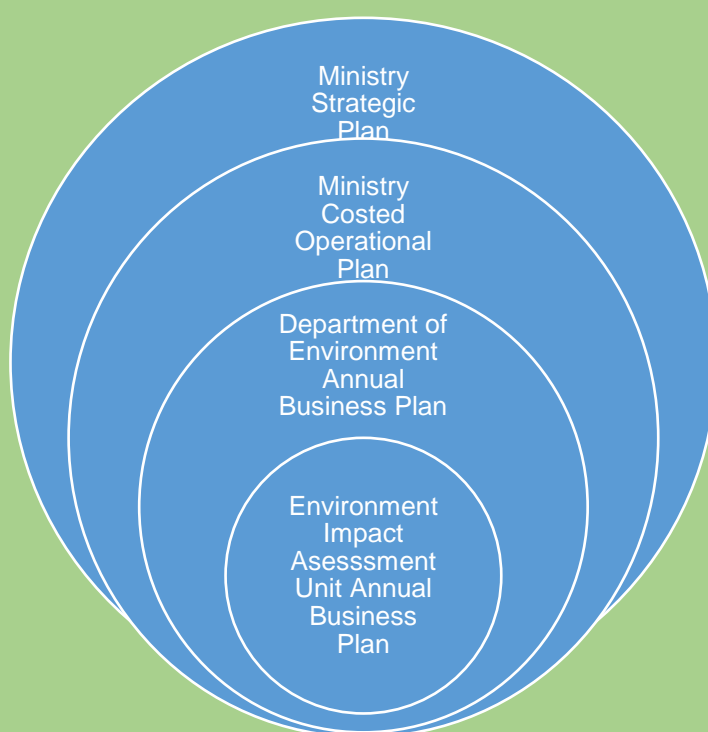 Ministry
Strategic
Plan
Ministry
Costed
Operational
Plan
Department of
Environment
Annual
Business Plan
Environment
Impact
Asesssment
Unit Annual
Business
Plan